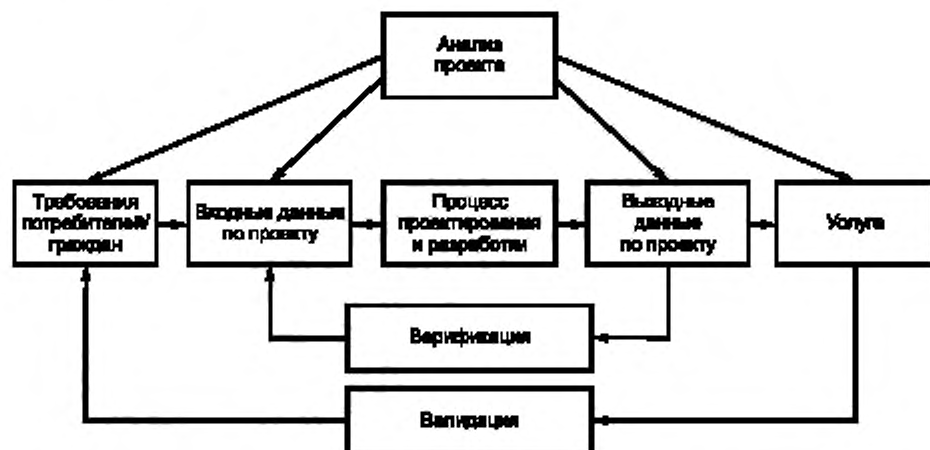 Анализ
проекта
Требования
потребителей/
граждан
Входные данные
по проекту
Процесс
проектирования
и разработки
Выходные
данные
по проекту
Услуга
Верификация
Валидация